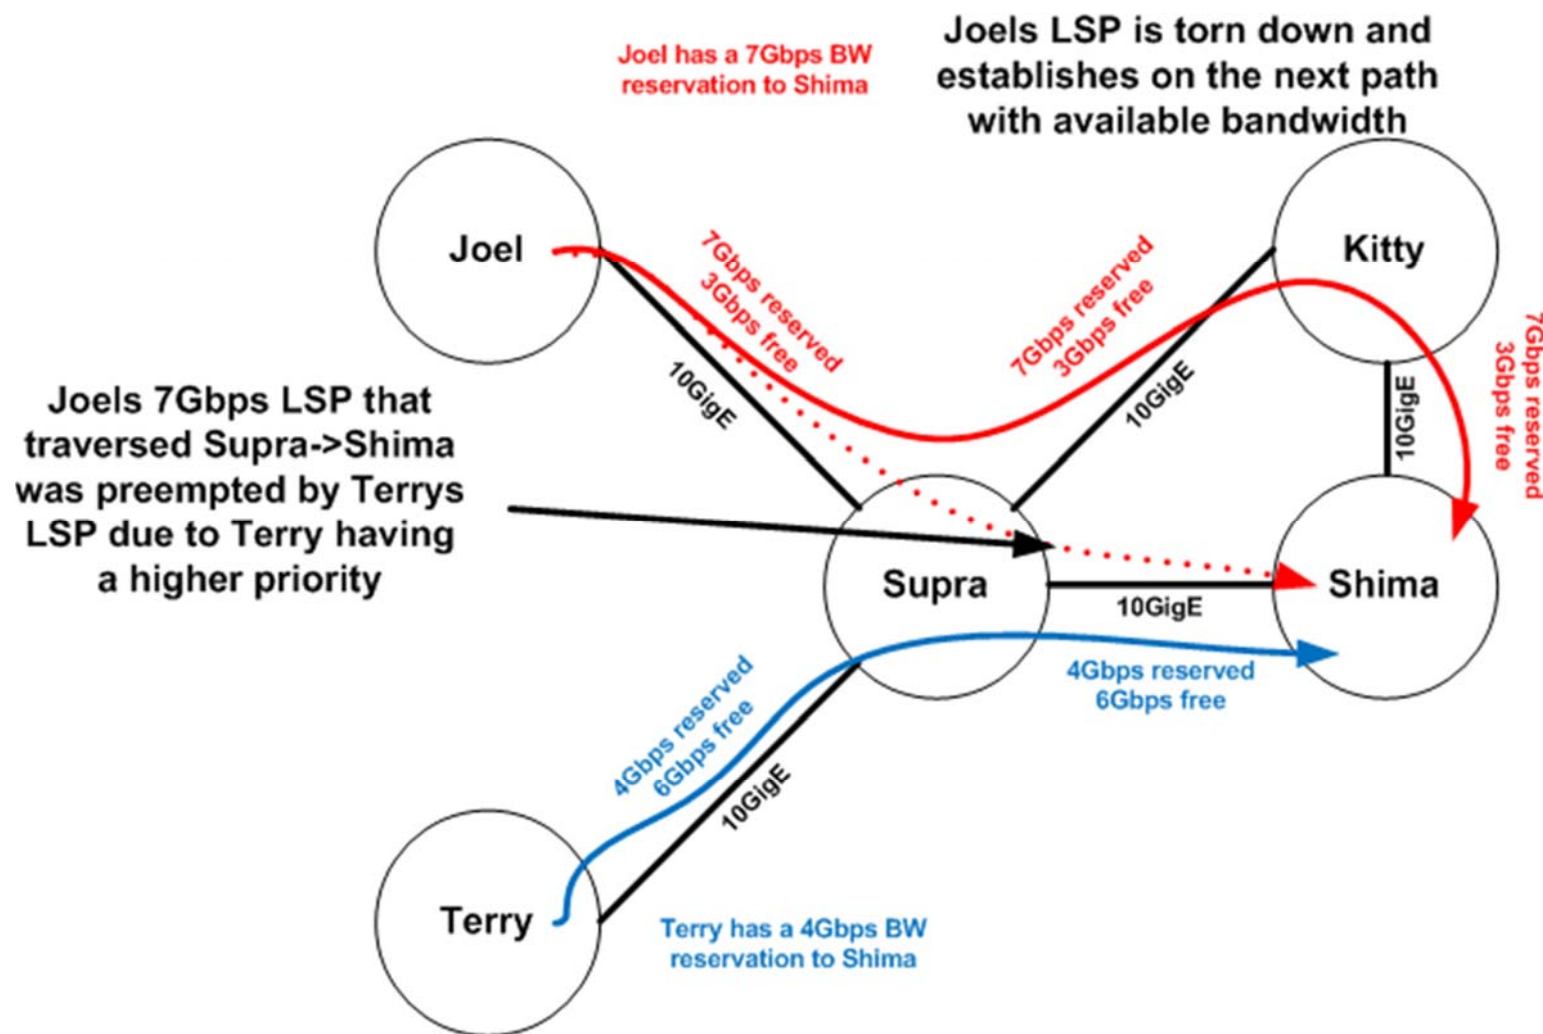 Joel has a 7Gbps BW
reservation to Shima
Joels LSP is torn down and
establishes on the next path
with available bandwidth
Joel
Kitty
7Gbps reserved
3Gbps free
7Gbps reserved
3Gbps free
7Gbps reserved
3Gbps free
10GigE
10GigE
10GigE
Joels 7Gbps LSP that
traversed Supra->Shima
was preempted by Terrys
LSP due to Terry having
a higher priority
Supra
Shima
10GigE
4Gbps reserved
6Gbps free
4Gbps reserved
6Gbps free
10GigE
Terry
Terry has a 4Gbps BW
reservation to Shima